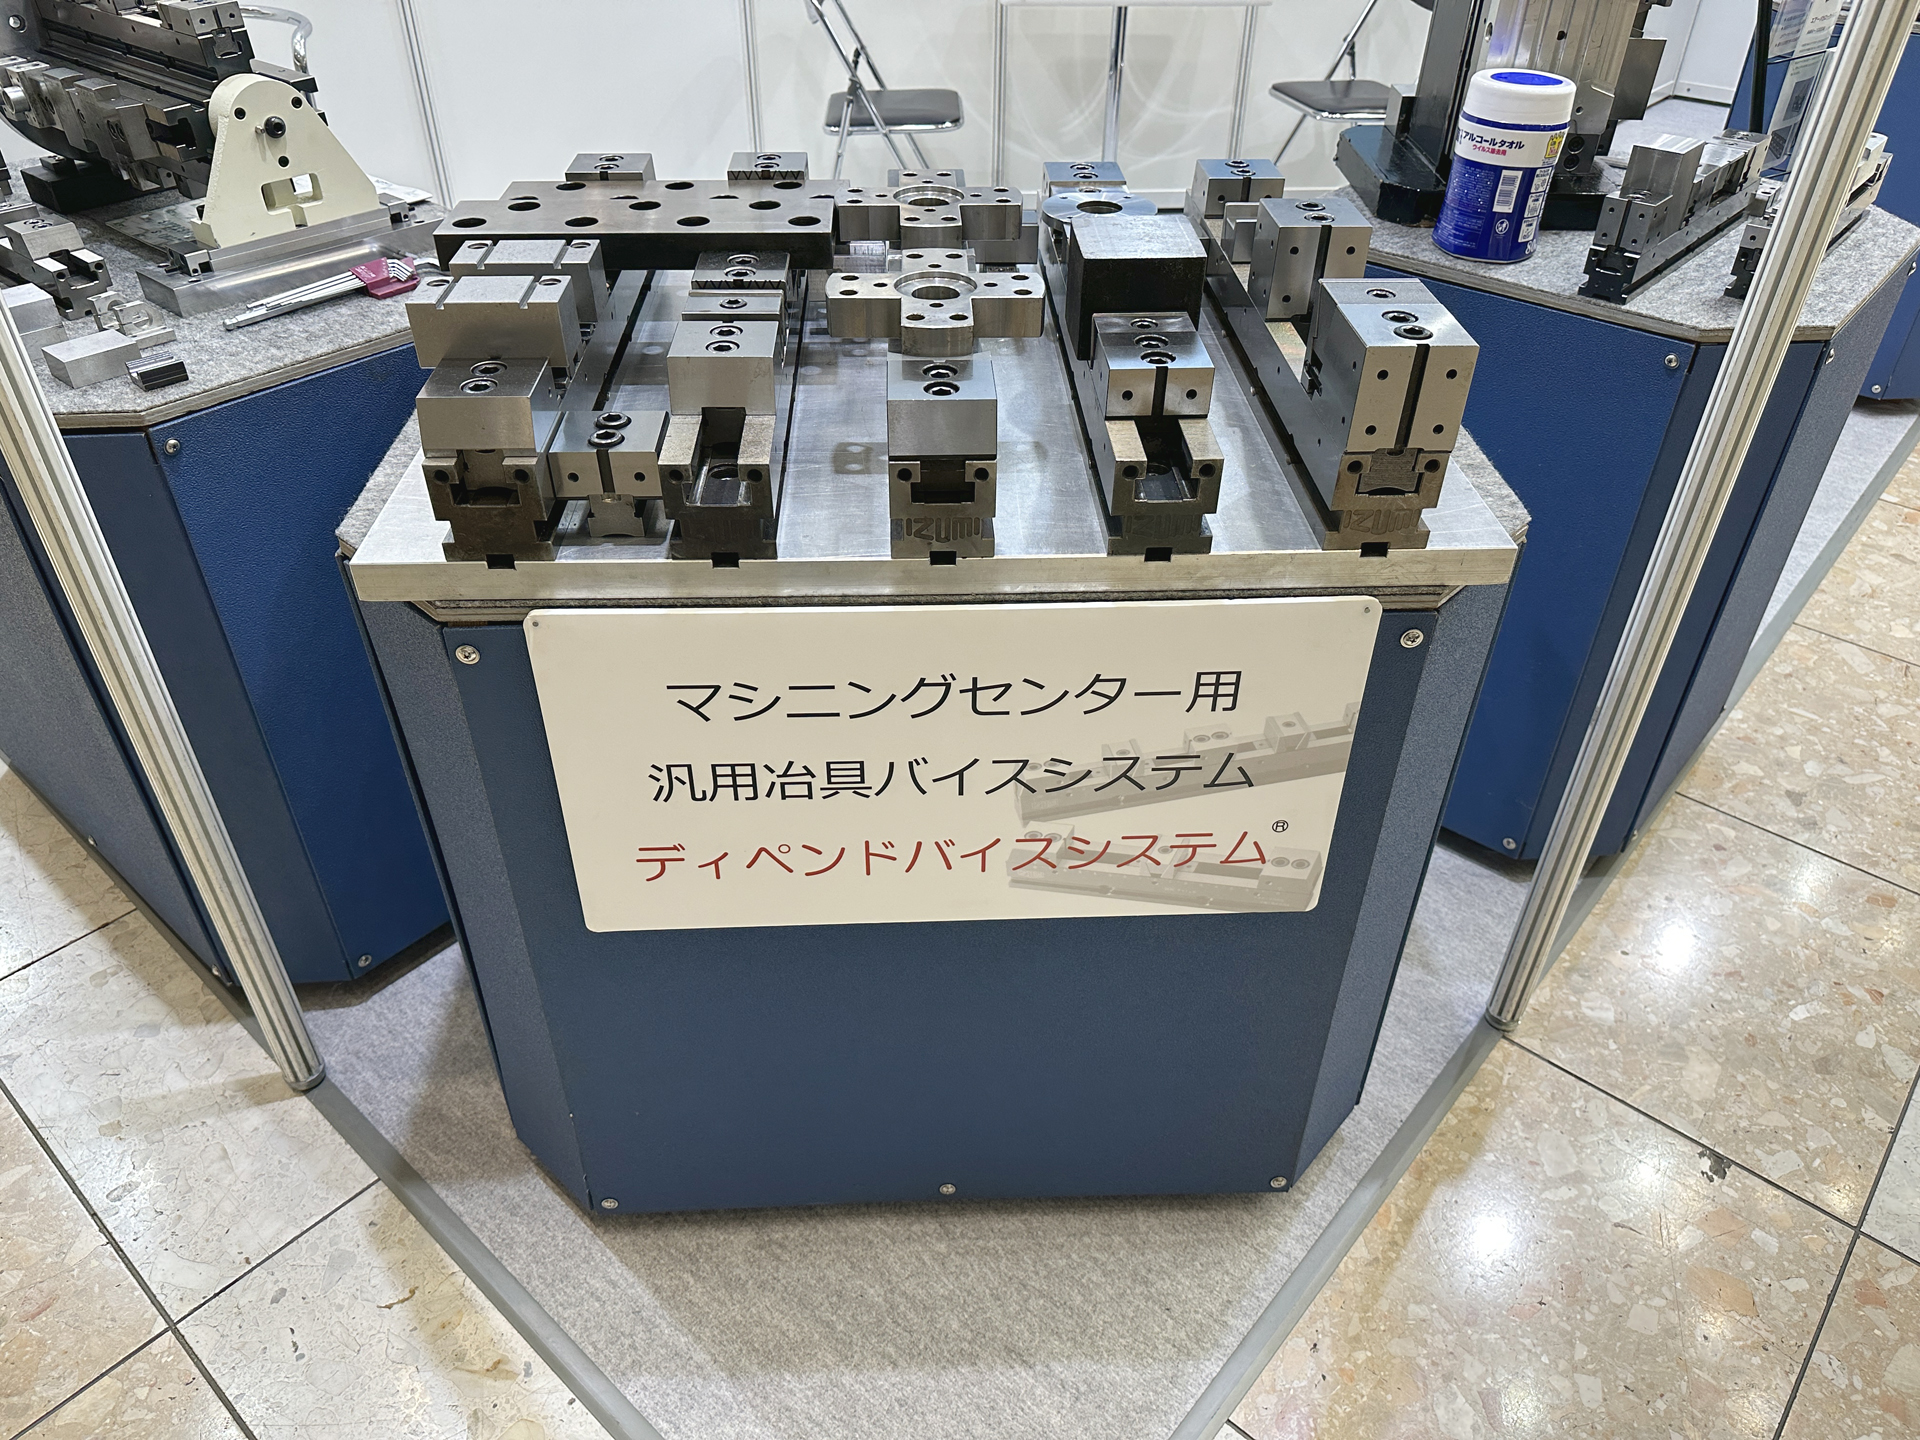 アルコールタオル
ウイルス除去用
IZUMI
IZUMI
IZUMI
IZUMI
マシニングセンター用
汎用冶具バイスシステム
ディペンドバイスシステム®